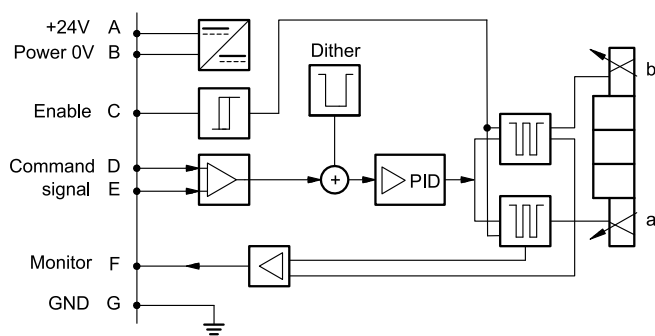 +24V A
Power 0V B
Dither
b
Enable C
Command D
signal E
+
PID
a
Monitor F
GND G